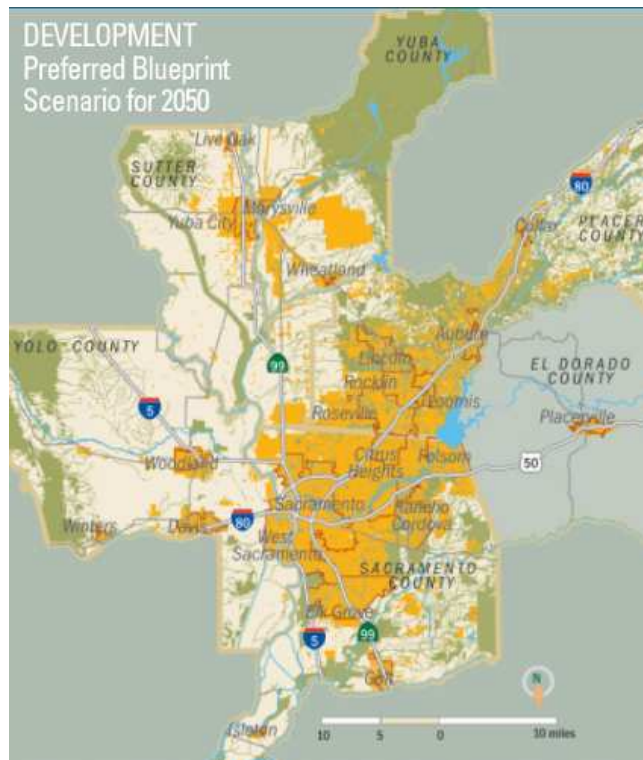 DEVELOPMENT
Preferred Blueprint
Scenario for 2050
YUBA
COUNTY
Live Oak
SUTTER
COUNTY
80
Marysville
Yuba City
Colfax
PLACER
COUNTY
Wheatland
Auburn
YOLO COUNTY
Lincoln
99
Rocklin
EL DORADO
COUNTY
Loomis
5
Roseville
Placerville
Woodland
Citrus
Heights
Folsom
50
Sacramento
Rancho
Cordova
Winters
Davis
80
West
Sacramento
SACRAMENTO
COUNTY
Elk Grove
5
99
Galt
N
Isleton
10
5
0
10 miles